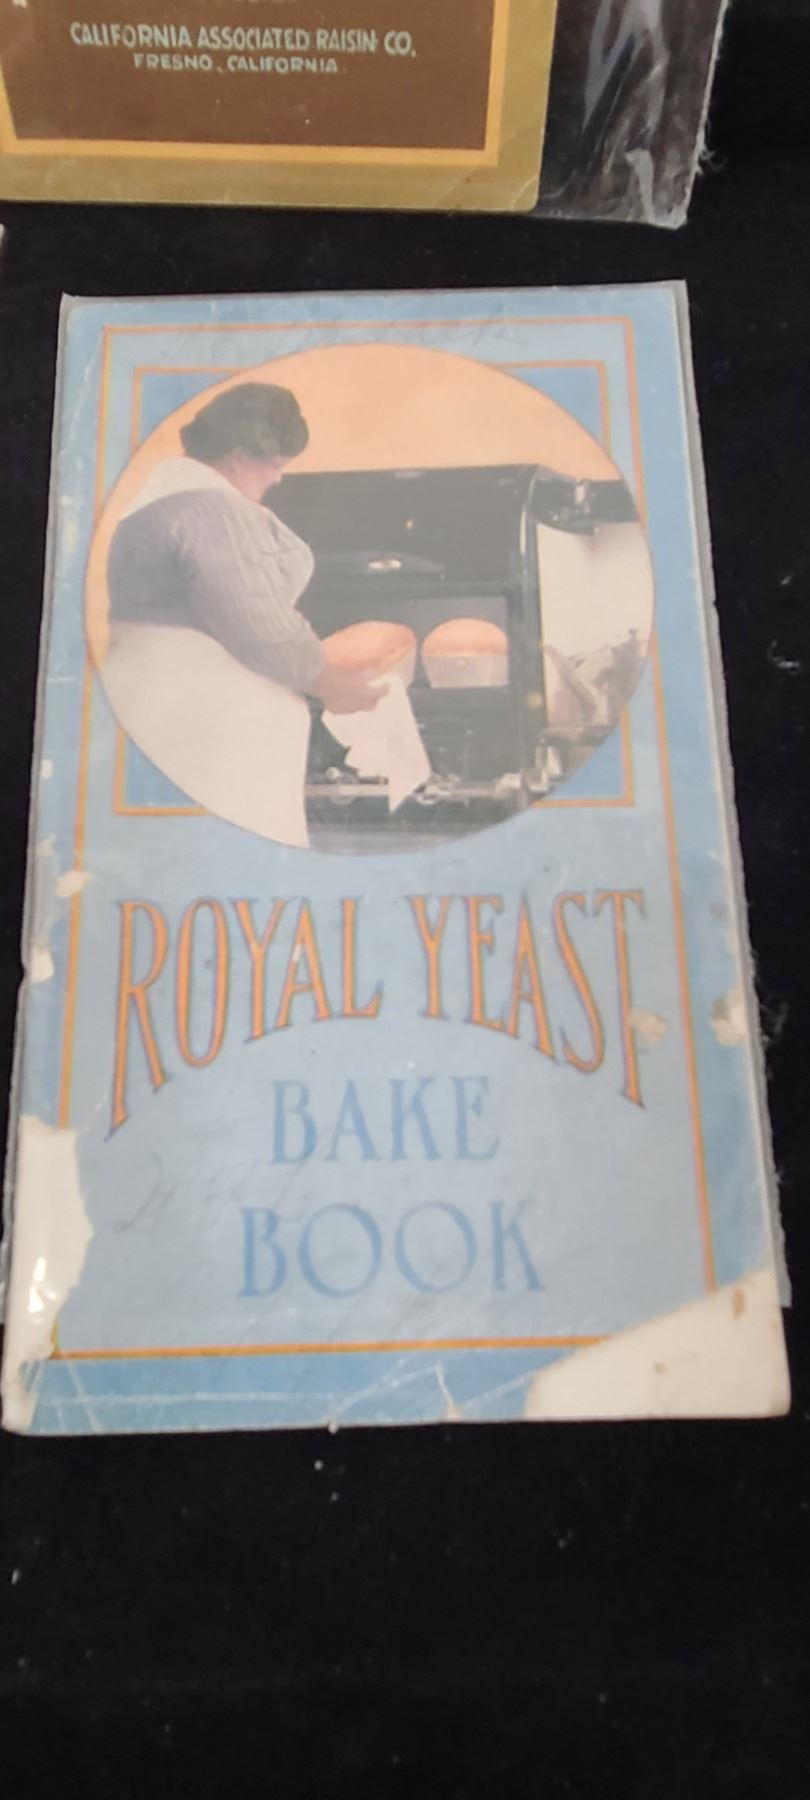 CALIFORNIA ASSOCIATED RAISIN CO.
FRESNO, CALIFORNIA.
ROYAL YEAST
BAKE
BOOK